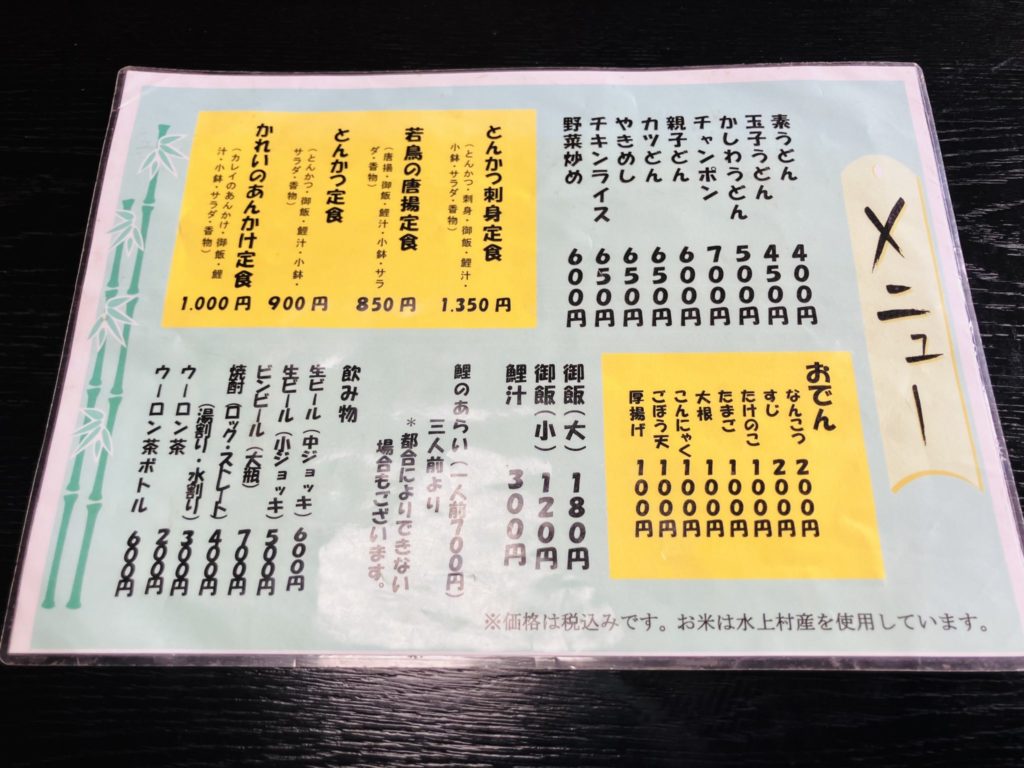 メニュー
素うどん 400円
玉子うどん 450円
かしわうどん 500円
チャンポン 700円
親子どん 600円
カツどん 650円
やきめし 650円
チキンライス 650円
野菜炒め 600円
とんかつ刺身定食
(とんかつ・刺身・御飯・鯉汁・
小鉢・サラダ・香物)
1.350円
若鳥の唐揚定食
(唐揚・御飯・鯉汁・小鉢・サラ
ダ・香物)
850円
とんかつ定食
(とんかつ・御飯・鯉汁・小鉢・
サラダ・香物)
900円
かれいのあんかけ定食
(カレイのあんかけ・御飯・鯉
汁・小鉢・サラダ・香物)
1.000円
おでん
なんこつ 200円
すじ 200円
たけのこ 100円
たまご 100円
大根 100円
こんにゃく 100円
ごぼう天 100円
厚揚げ 100円
御飯(大) 180円
御飯(小) 120円
鯉汁 300円
鯉のあらい(一人前700円)
三人前より
*都合によりできない
場合もございます。
飲み物
生ビール(中ジョッキ) 600円
生ビール(小ジョッキ) 500円
ビンビール(大瓶) 700円
焼酎 ロック・ストレート 400円
(湯割り・水割り) 300円
ウーロン茶 200円
ウーロン茶ボトル 600円
※価格は税込みです。お米は水上村産を使用しています。